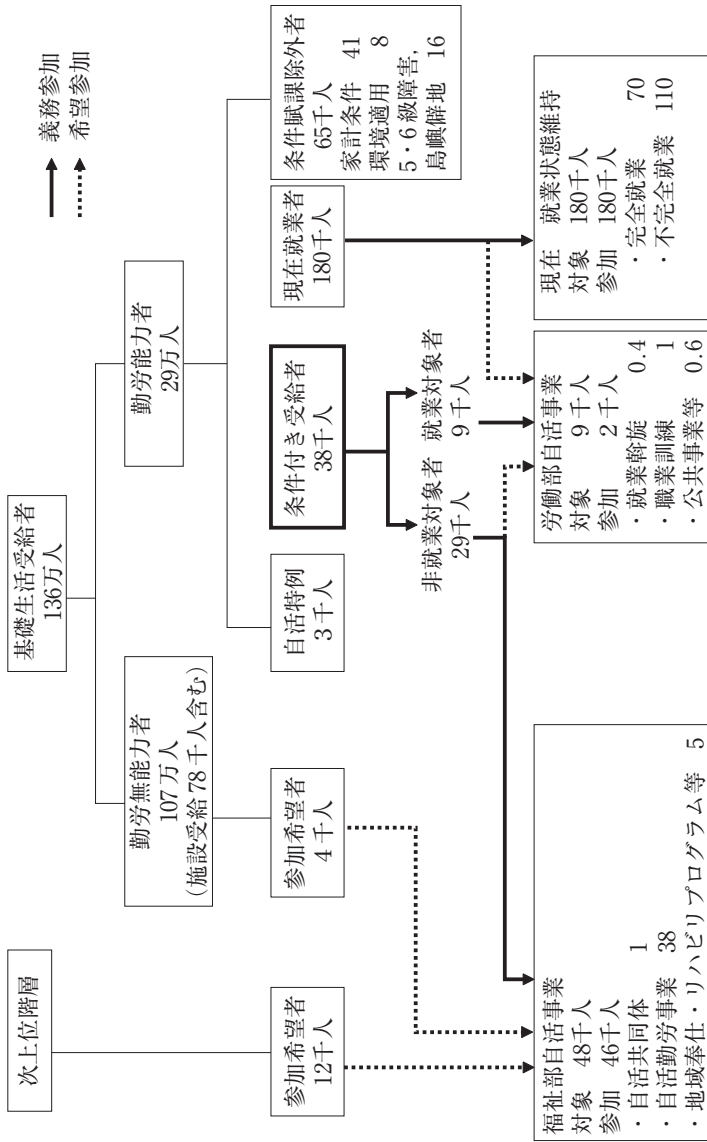 義務参加
希望参加
次上位階層
基礎生活受給者
136万人
勤労無能力者
107万人
(施設受給78千人含む)
勤労能力者
29万人
参加希望者
12千人
参加希望者
4千人
自活特例
3千人
条件付き受給者
38千人
現在就業者
180千人
条件賦課除外者
65千人
家計条件 41
環境適用 8
5・6級障害,
島嶼僻地 16
非就業対象者
29千人
就業対象者
9千人
福祉部自活事業
対象 48千人
参加 46千人
・自活共同体 1
・自活勤労事業 38
・地域奉仕・リハビリプログラム等 5
労働部自活事業
対象 9千人
参加 2千人
・就業斡旋 0.4
・職業訓練 1
・公共事業等 0.6
現在 就業状態維持
対象 180千人
参加 180千人
・完全就業 70
・不完全就業 110